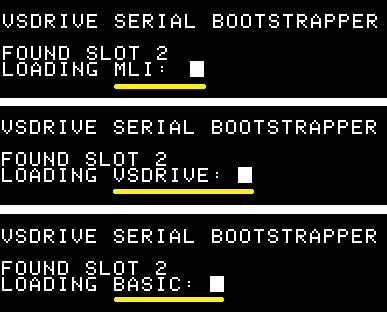 VSDRIVE SERIAL BOOTSTRAPPER
FOUND SLOT 2
LOADING MLI:
VSDRIVE SERIAL BOOTSTRAPPER
FOUND SLOT 2
LOADING VSDRIVE:
VSDRIVE SERIAL BOOTSTRAPPER
FOUND SLOT 2
LOADING BASIC: